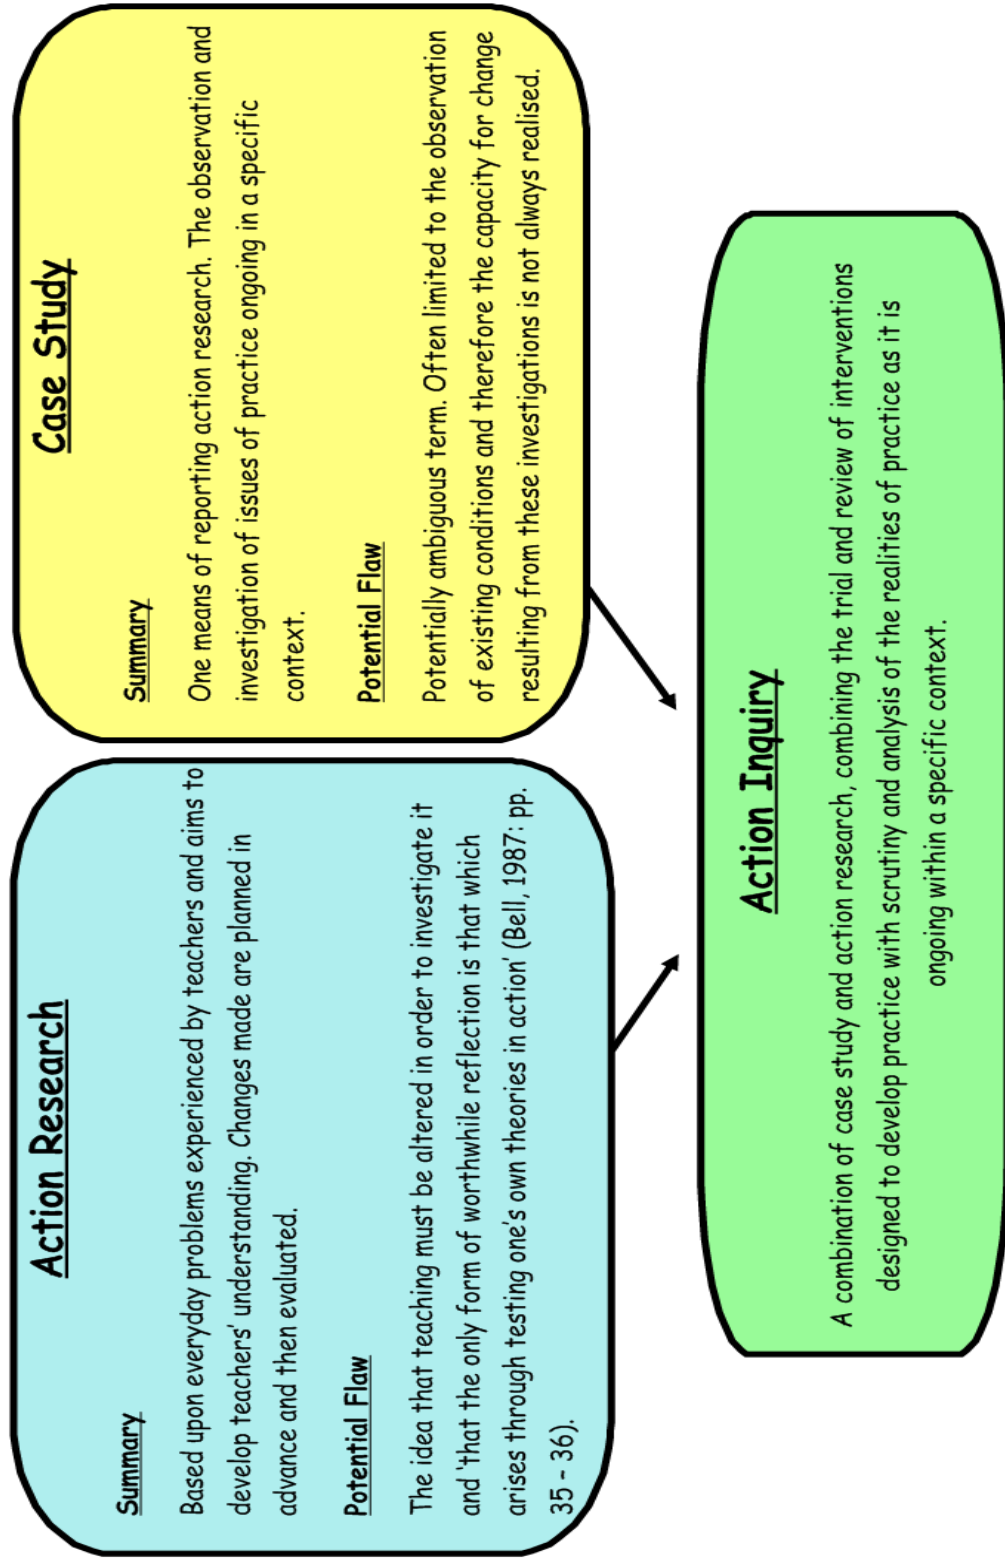 Action Research
Summary
Based upon everyday problems experienced by teachers and aims to
develop teachers' understanding. Changes made are planned in
advance and then evaluated.
Potential Flaw
The idea that teaching must be altered in order to investigate it
and 'that the only form of worthwhile reflection is that which
arises through testing one's own theories in action' (Bell, 1987: pp.
35 - 36).
Case Study
Summary
One means of reporting action research. The observation and
investigation of issues of practice ongoing in a specific
context.
Potential Flaw
Potentially ambiguous term. Often limited to the observation
of existing conditions and therefore the capacity for change
resulting from these investigations is not always realised.
Action Inquiry
A combination of case study and action research, combining the trial and review of interventions
designed to develop practice with scrutiny and analysis of the realities of practice as it is
ongoing within a specific context.